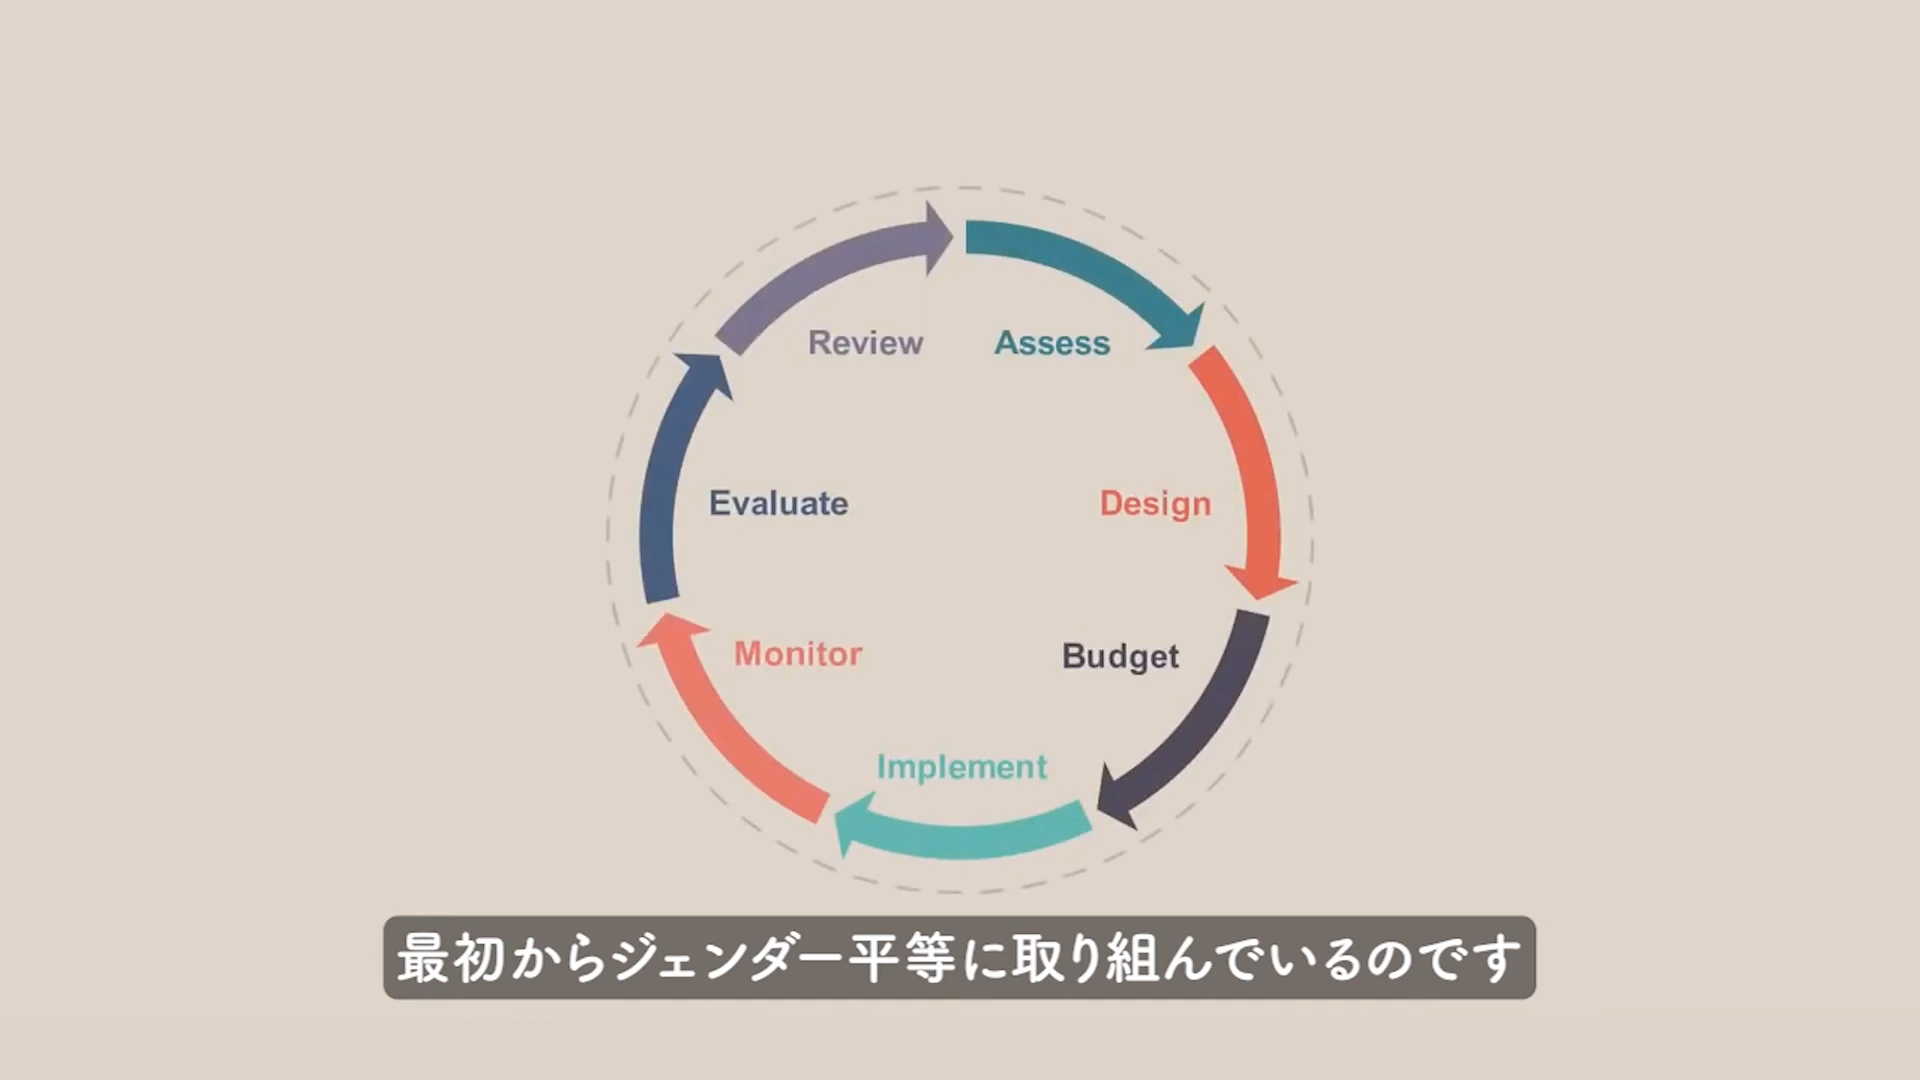 Review
Assess
Evaluate
Design
Monitor
Budget
Implement
最初からジェンダー平等に取り組んでいるのです